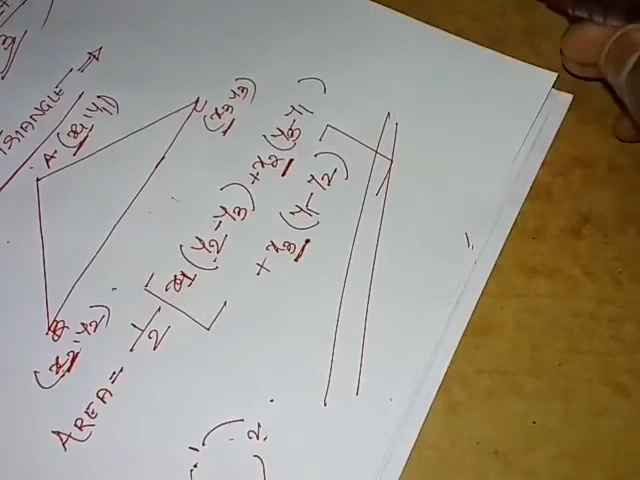 TRIANGLE →
A (x1, y1)
C
(x3 y3)
B
(x2, y2)
AREA = 1/2 [x1 (y2 - y3) + x2 (y3 - y1)
+ x3 (y1 - y2)]